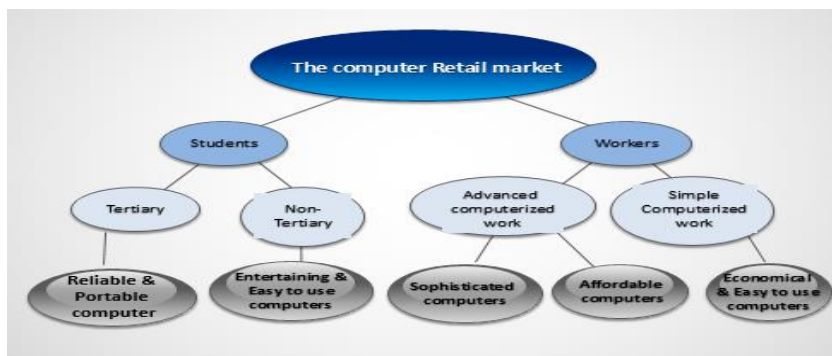 The computer Retail market
Students
Workers
Tertiary
Non-
Tertiary
Advanced
computerized
work
Simple
Computerized
work
Reliable &
Portable
computer
Entertaining &
Easy to use
computers
Sophisticated
computers
Affordable
computers
Economical
& Easy to use
computers